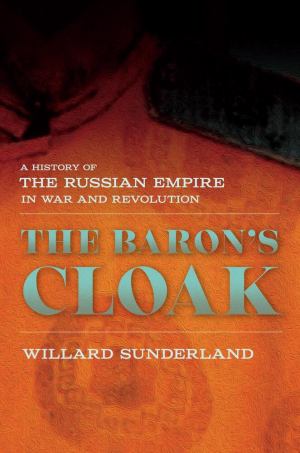 A HISTORY OF
THE RUSSIAN EMPIRE
IN WAR AND REVOLUTION
THE BARON'S
CLOAK
WILLARD SUNDERLAND